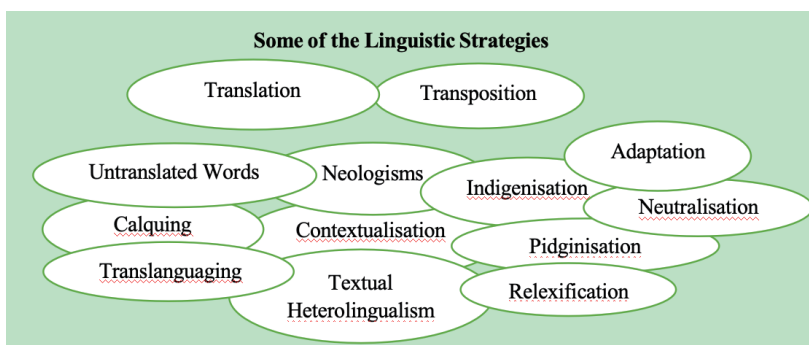 Some of the Linguistic Strategies
Translation
Transposition
Adaptation
Untranslated Words
Neologisms
Indigenisation
Neutralisation
Calquing
Contextualisation
Pidginisation
Translanguaging
Textual
Heterolingualism
Relexification